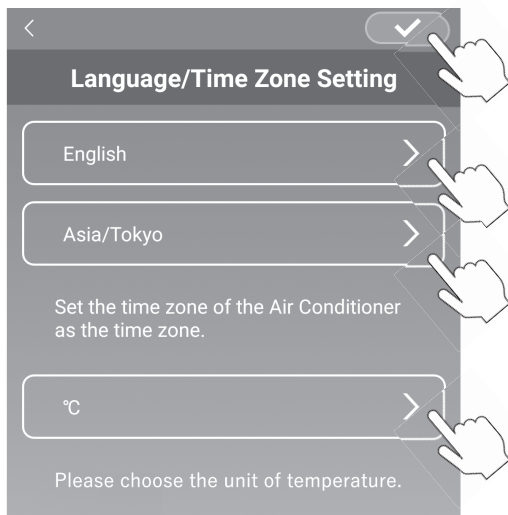 Language/Time Zone Setting
English
Asia/Tokyo
Set the time zone of the Air Conditioner
as the time zone.
℃
Please choose the unit of temperature.